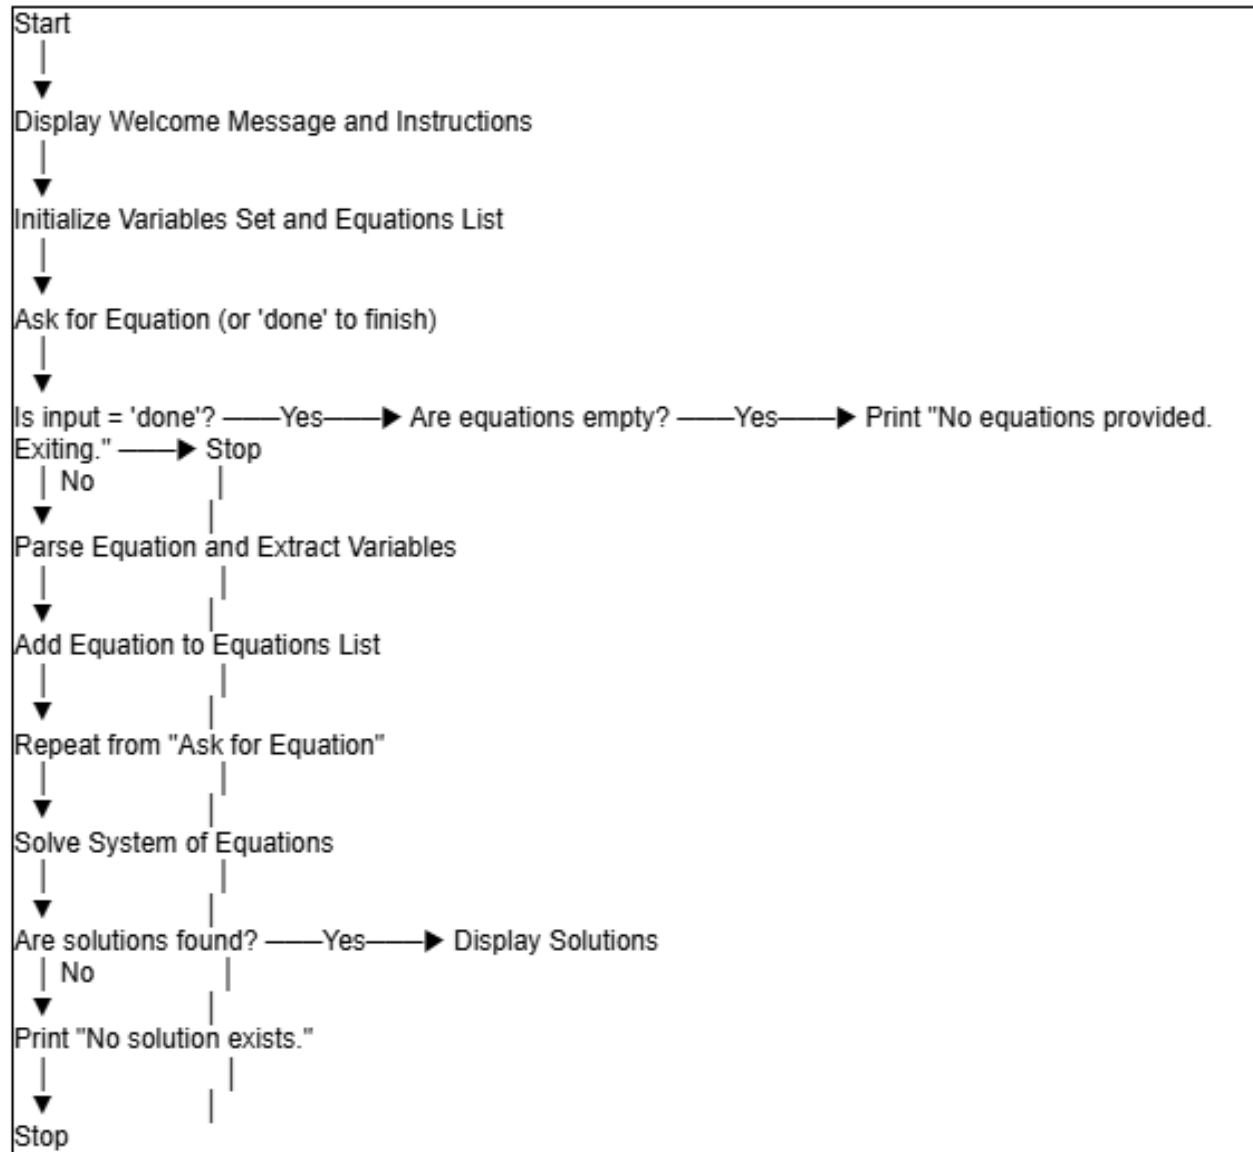 Start
Display Welcome Message and Instructions
Initialize Variables Set and Equations List
Ask for Equation (or 'done' to finish)
Is input = 'done'? ───Yes───▶ Are equations empty? ───Yes───▶ Print "No equations provided.
Exiting." ───▶ Stop
No
Parse Equation and Extract Variables
Add Equation to Equations List
Repeat from "Ask for Equation"
Solve System of Equations
Are solutions found? ───Yes───▶ Display Solutions
No
Print "No solution exists."
Stop